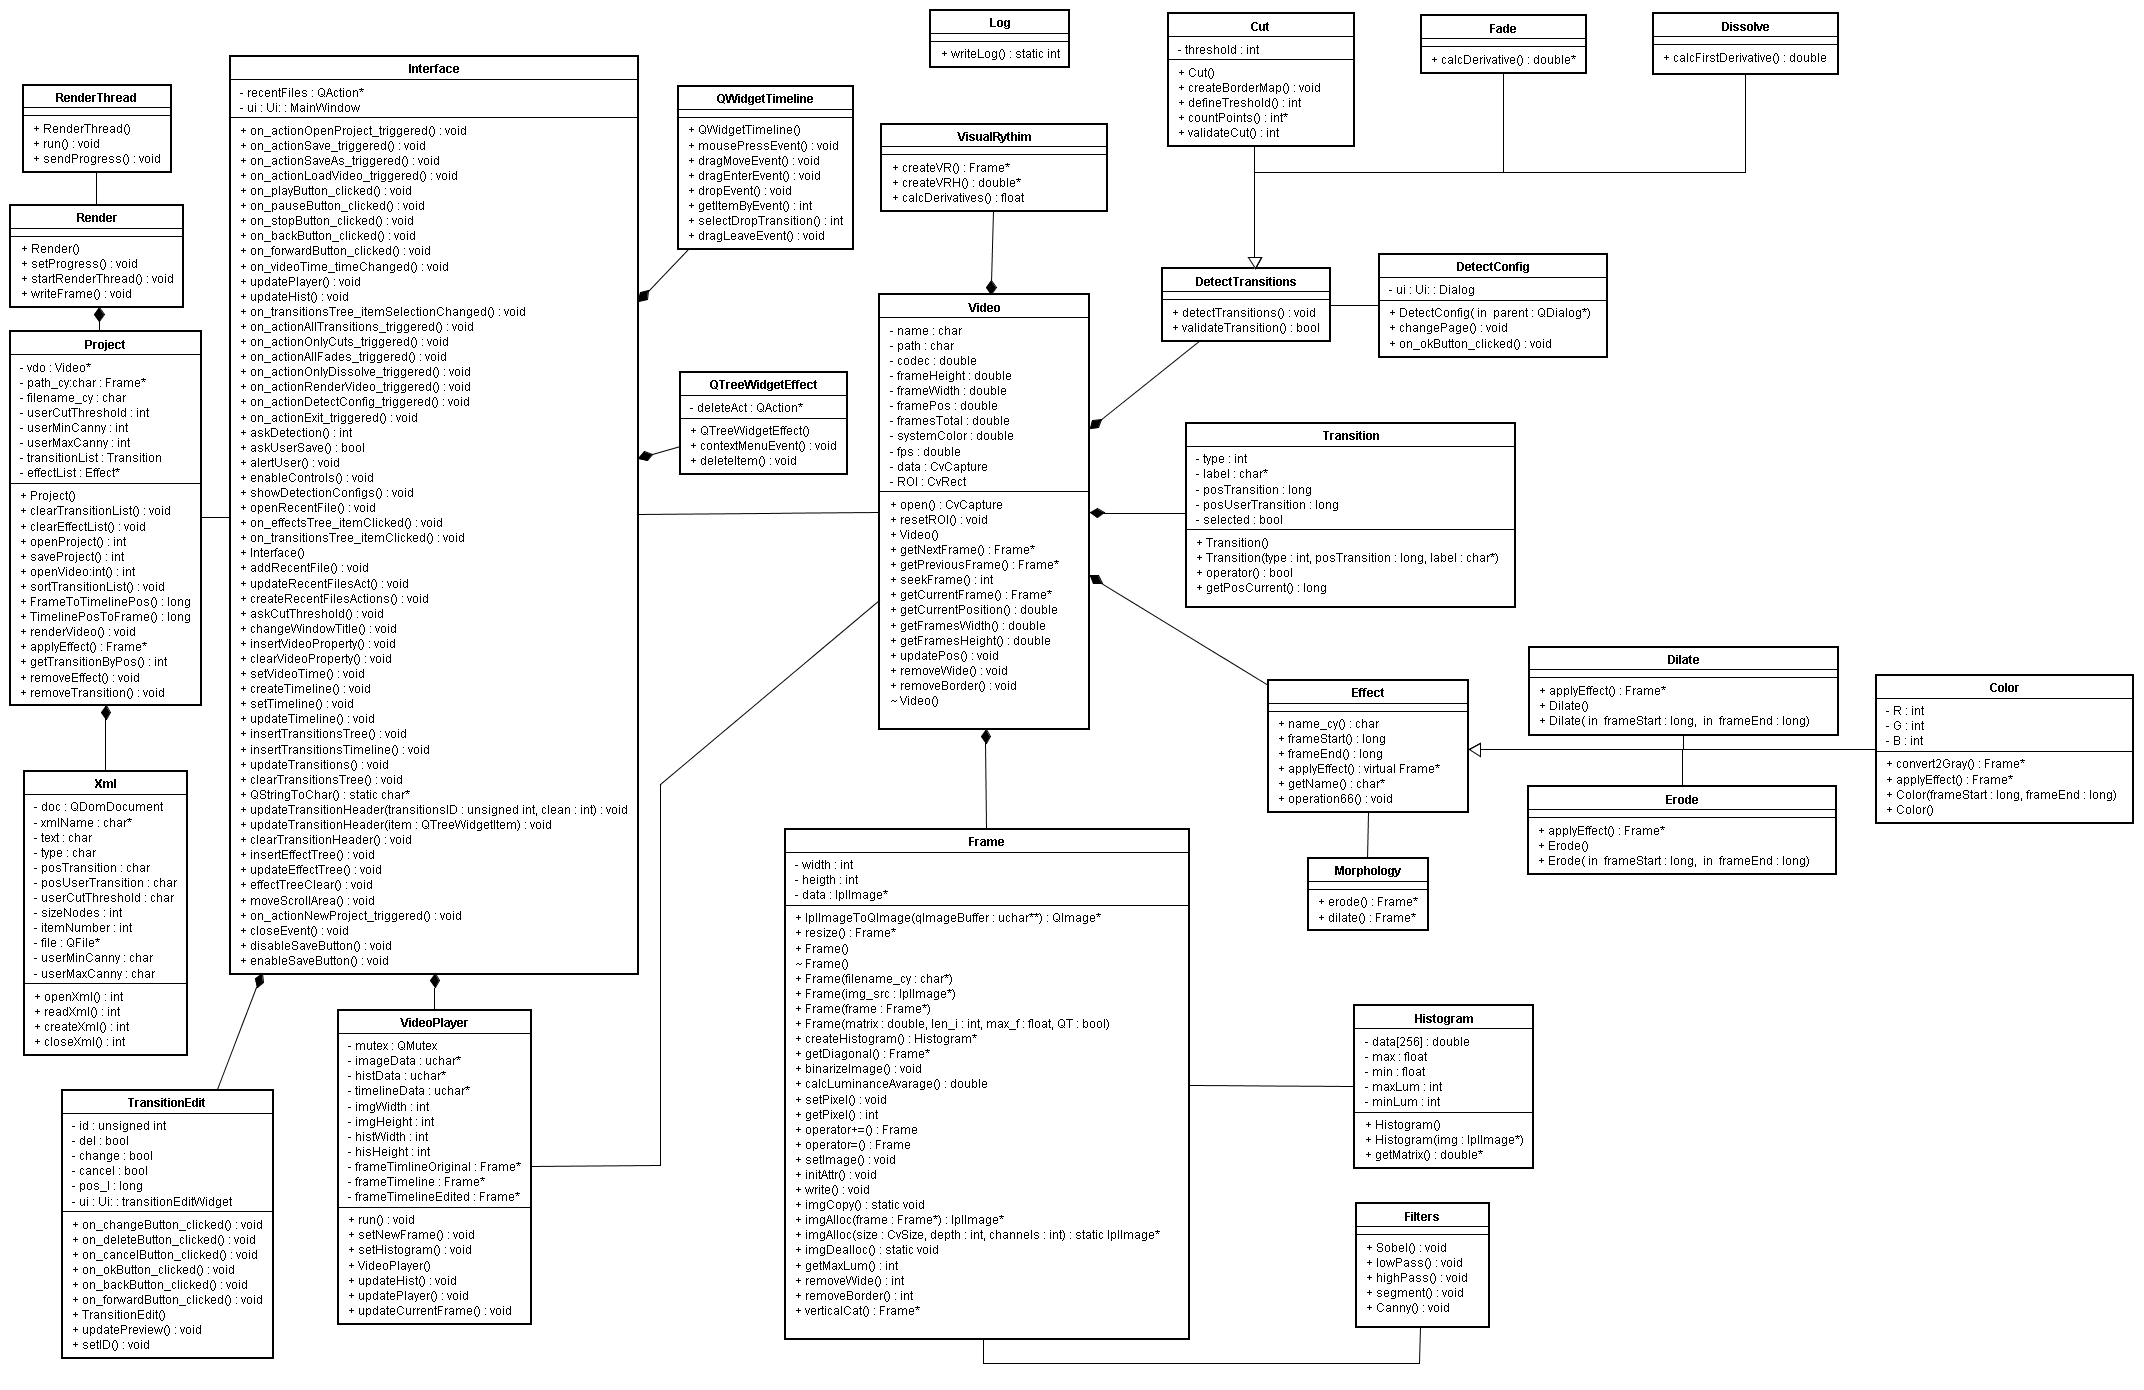 Log
+ writeLog() : static int
Cut
- threshold : int
+ Cut()
+ createBorderMap() : void
+ defineTreshold() : int
+ countPoints() : int*
+ validateCut() : int
Fade
+ calcDerivative() : double*
Dissolve
+ calcFirstDerivative() : double
RenderThread
+ RenderThread()
+ run() : void
+ sendProgress() : void
Render
+ Render()
+ setProgress() : void
+ startRenderThread() : void
+ writeFrame() : void
Project
- vdo : Video*
- path_cy:char : Frame*
- filename_cy : char
- userCutThreshold : int
- userMinCanny : int
- userMaxCanny : int
- transitionList : Transition
- effectList : Effect*
+ Project()
+ clearTransitionList() : void
+ clearEffectList() : void
+ openProject() : int
+ saveProject() : int
+ openVideo:int() : int
+ sortTransitionList() : void
+ FrameToTimelinePos() : long
+ TimelinePosToFrame() : long
+ renderVideo() : void
+ applyEffect() : Frame*
+ getTransitionByPos() : int
+ removeEffect() : void
+ removeTransition() : void
Xml
- doc : QDomDocument
- xmlName : char*
- text : char
- type : char
- posTransition : char
- posUserTransition : char
- userCutThreshold : char
- sizeNodes : int
- itemNumber : int
- file : QFile*
- userMinCanny : char
- userMaxCanny : char
+ openXml() : int
+ readXml() : int
+ createXml() : int
+ closeXml() : int
Interface
- recentFiles : QAction*
- ui : Ui: : MainWindow
+ on_actionOpenProject_triggered() : void
+ on_actionSave_triggered() : void
+ on_actionSaveAs_triggered() : void
+ on_actionLoadVideo_triggered() : void
+ on_playButton_clicked() : void
+ on_pauseButton_clicked() : void
+ on_stopButton_clicked() : void
+ on_backButton_clicked() : void
+ on_forwardButton_clicked() : void
+ on_videoTime_timeChanged() : void
+ updatePlayer() : void
+ updateHist() : void
+ on_transitionsTree_itemSelectionChanged() : void
+ on_actionAllTransitions_triggered() : void
+ on_actionOnlyCuts_triggered() : void
+ on_actionAllFades_triggered() : void
+ on_actionOnlyDissolve_triggered() : void
+ on_actionRenderVideo_triggered() : void
+ on_actionDetectConfig_triggered() : void
+ on_actionExit_triggered() : void
+ askDetection() : int
+ askUserSave() : bool
+ alertUser() : void
+ enableControls() : void
+ showDetectionConfigs() : void
+ openRecentFile() : void
+ on_effectsTree_itemClicked() : void
+ on_transitionsTree_itemClicked() : void
+ Interface()
+ addRecentFile() : void
+ updateRecentFilesAct() : void
+ createRecentFilesActions() : void
+ askCutThreshold() : void
+ changeWindowTitle() : void
+ insertVideoProperty() : void
+ clearVideoProperty() : void
+ setVideoTime() : void
+ createTimeline() : void
+ setTimeline() : void
+ updateTimeline() : void
+ insertTransitionsTree() : void
+ insertTransitionsTimeline() : void
+ updateTransitions() : void
+ clearTransitionsTree() : void
+ QStringToChar() : static char*
+ updateTransitionHeader(transitionsID : unsigned int, clean : int) : void
+ updateTransitionHeader(item : QTreeWidgetItem) : void
+ clearTransitionHeader() : void
+ insertEffectTree() : void
+ updateEffectTree() : void
+ effectTreeClear() : void
+ moveScrollArea() : void
+ on_actionNewProject_triggered() : void
+ closeEvent() : void
+ disableSaveButton() : void
+ enableSaveButton() : void
QWidgetTimeline
+ QWidgetTimeline()
+ mousePressEvent() : void
+ dragMoveEvent() : void
+ dragEnterEvent() : void
+ dropEvent() : void
+ getItemByEvent() : int
+ selectDropTransition() : int
+ dragLeaveEvent() : void
QTreeWidgetEffect
- deleteAct : QAction*
+ QTreeWidgetEffect()
+ contextMenuEvent() : void
+ deleteItem() : void
VisualRythim
+ createVR() : Frame*
+ createVRH() : double*
+ calcDerivatives() : float
Video
- name : char
- path : char
- codec : double
- frameHeight : double
- frameWidth : double
- framePos : double
- framesTotal : double
- systemColor : double
- fps : double
- data : CvCapture
- ROI : CvRect
+ open() : CvCapture
+ resetROI() : void
+ Video()
+ getNextFrame() : Frame*
+ getPreviousFrame() : Frame*
+ seekFrame() : int
+ getCurrentFrame() : Frame*
+ getCurrentPosition() : double
+ getFramesWidth() : double
+ getFramesHeight() : double
+ updatePos() : void
+ removeWide() : void
+ removeBorder() : void
~ Video()
DetectTransitions
+ detectTransitions() : void
+ validateTransition() : bool
DetectConfig
- ui : Ui: : Dialog
+ DetectConfig( in parent : QDialog*)
+ changePage() : void
+ on_okButton_clicked() : void
Transition
- type : int
- label : char*
- posTransition : long
- posUserTransition : long
- selected : bool
+ Transition()
+ Transition(type : int, posTransition : long, label : char*)
+ operator() : bool
+ getPosCurrent() : long
Effect
+ name_cy() : char
+ frameStart() : long
+ frameEnd() : long
+ applyEffect() : virtual Frame*
+ getName() : char*
+ operation66() : void
Dilate
+ applyEffect() : Frame*
+ Dilate()
+ Dilate( in frameStart : long, in frameEnd : long)
Color
- R : int
- G : int
- B : int
+ convert2Gray() : Frame*
+ applyEffect() : Frame*
+ Color(frameStart : long, frameEnd : long)
+ Color()
Erode
+ applyEffect() : Frame*
+ Erode()
+ Erode( in frameStart : long, in frameEnd : long)
Morphology
+ erode() : Frame*
+ dilate() : Frame*
Frame
- width : int
- heigth : int
- data : IplImage*
+ IplImageToQImage(qImageBuffer : uchar**) : QImage*
+ resize() : Frame*
+ Frame()
~ Frame()
+ Frame(filename_cy : char*)
+ Frame(img_src : IplImage*)
+ Frame(frame : Frame*)
+ Frame(matrix : double, len_i : int, max_f : float, QT : bool)
+ createHistogram() : Histogram*
+ getDiagonal() : Frame*
+ binarizeImage() : void
+ calcLuminanceAvarage() : double
+ setPixel() : void
+ getPixel() : int
+ operator+=() : Frame
+ operator=() : Frame
+ setImage() : void
+ initAttr() : void
+ write() : void
+ imgCopy() : static void
+ imgAlloc(frame : Frame*) : IplImage*
+ imgAlloc(size : CvSize, depth : int, channels : int) : static IplImage*
+ imgDealloc() : static void
+ getMaxLum() : int
+ removeWide() : int
+ removeBorder() : int
+ verticalCat() : Frame*
Histogram
- data[256] : double
- max : float
- min : float
- maxLum : int
- minLum : int
+ Histogram()
+ Histogram(img : IplImage*)
+ getMatrix() : double*
Filters
+ Sobel() : void
+ lowPass() : void
+ highPass() : void
+ segment() : void
+ Canny() : void
TransitionEdit
- id : unsigned int
- del : bool
- change : bool
- cancel : bool
- pos_l : long
- ui : Ui: : transitionEditWidget
+ on_changeButton_clicked() : void
+ on_deleteButton_clicked() : void
+ on_cancelButton_clicked() : void
+ on_okButton_clicked() : void
+ on_backButton_clicked() : void
+ on_forwardButton_clicked() : void
+ TransitionEdit()
+ updatePreview() : void
+ setID() : void
VideoPlayer
- mutex : QMutex
- imageData : uchar*
- histData : uchar*
- timelineData : uchar*
- imgWidth : int
- imgHeight : int
- histWidth : int
- hisHeight : int
- frameTimlineOriginal : Frame*
- frameTimeline : Frame*
- frameTimelineEdited : Frame*
+ run() : void
+ setNewFrame() : void
+ setHistogram() : void
+ VideoPlayer()
+ updateHist() : void
+ updatePlayer() : void
+ updateCurrentFrame() : void